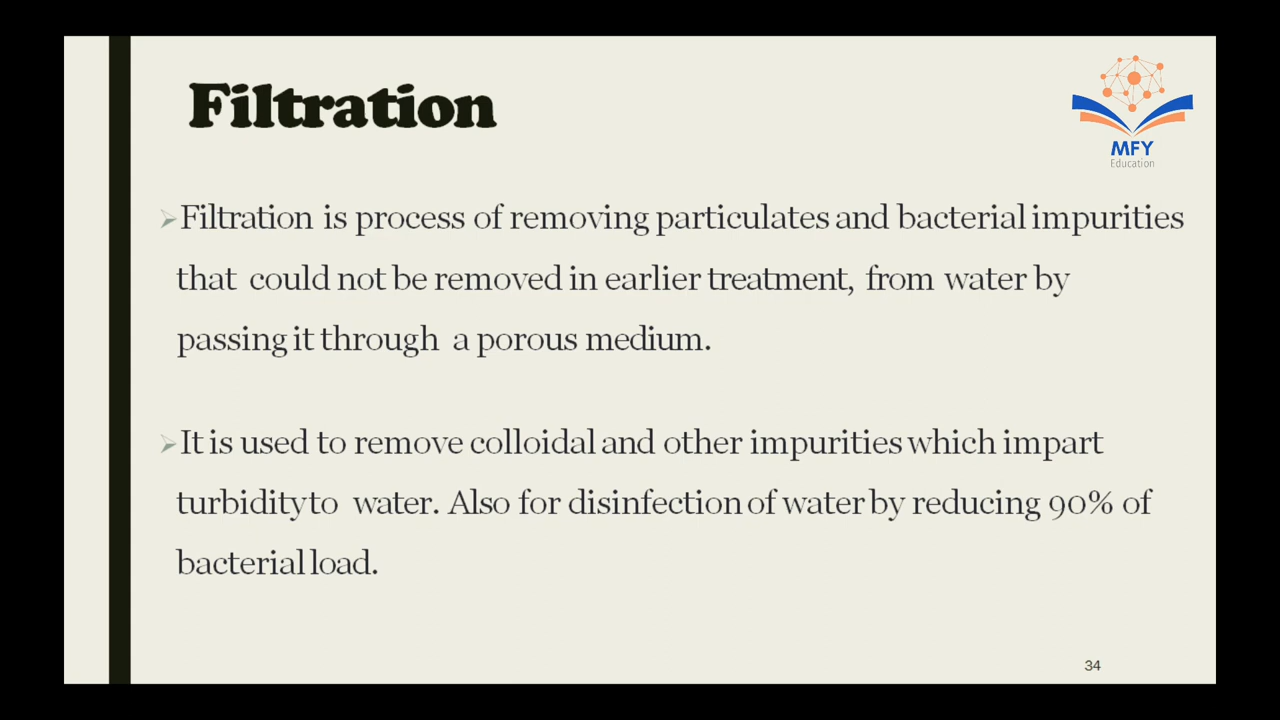 Filtration
MFY
Education
Filtration is process of removing particulates and bacterial impurities
that could not be removed in earlier treatment, from water by
passing it through a porous medium.
It is used to remove colloidal and other impurities which impart
turbidity to water. Also for disinfection of water by reducing 90% of
bacterial load.
34